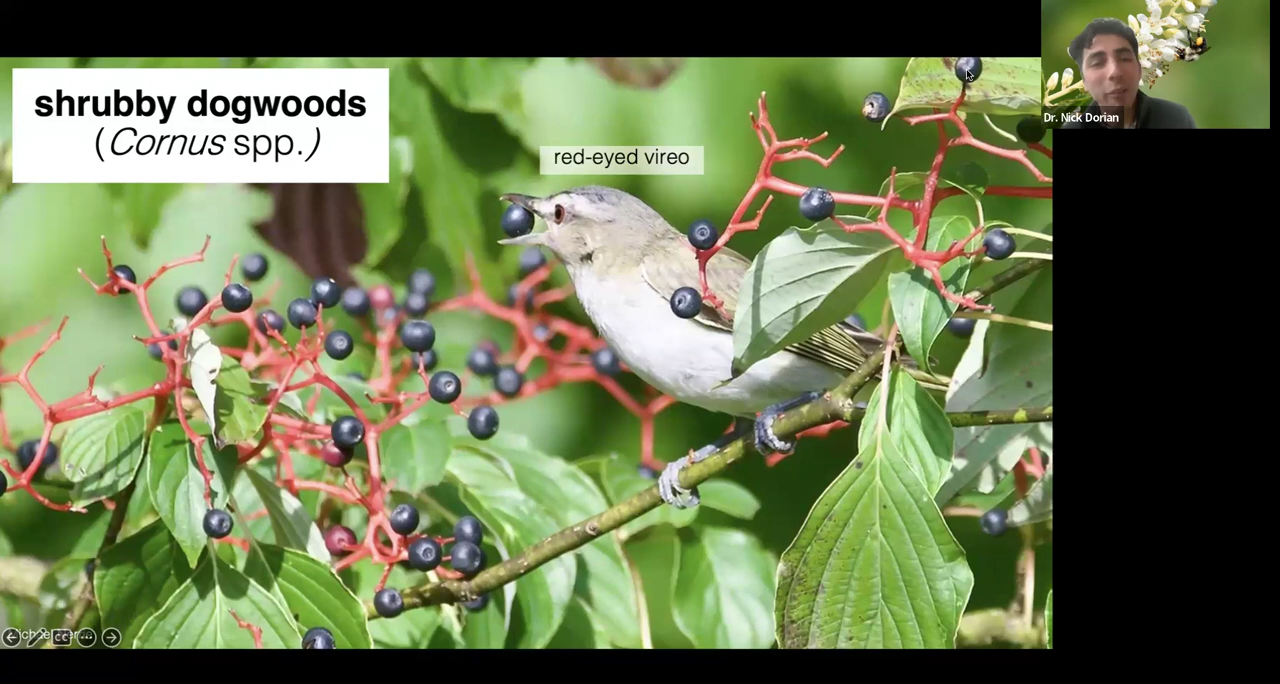 shrubby dogwoods
(Cornus spp.)
red-eyed vireo
Dr. Nick Dorian